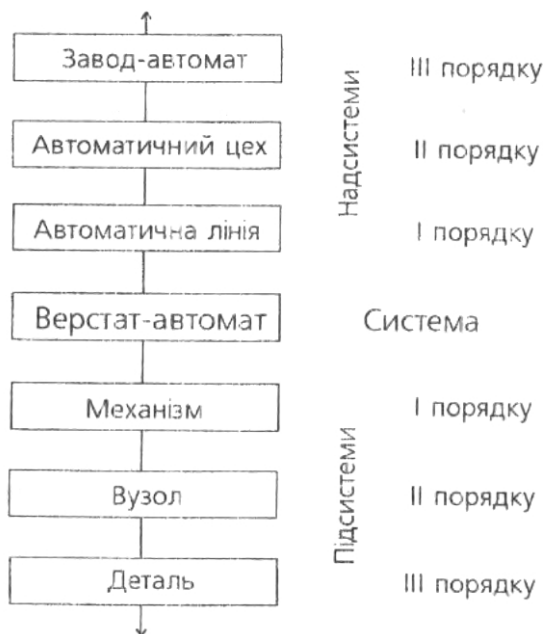 Завод-автомат
III порядку
Автоматичний цех
II порядку
Надсистеми
Автоматична лінія
I порядку
Верстат-автомат
Система
Механізм
I порядку
Вузол
II порядку
Підсистеми
Деталь
III порядку